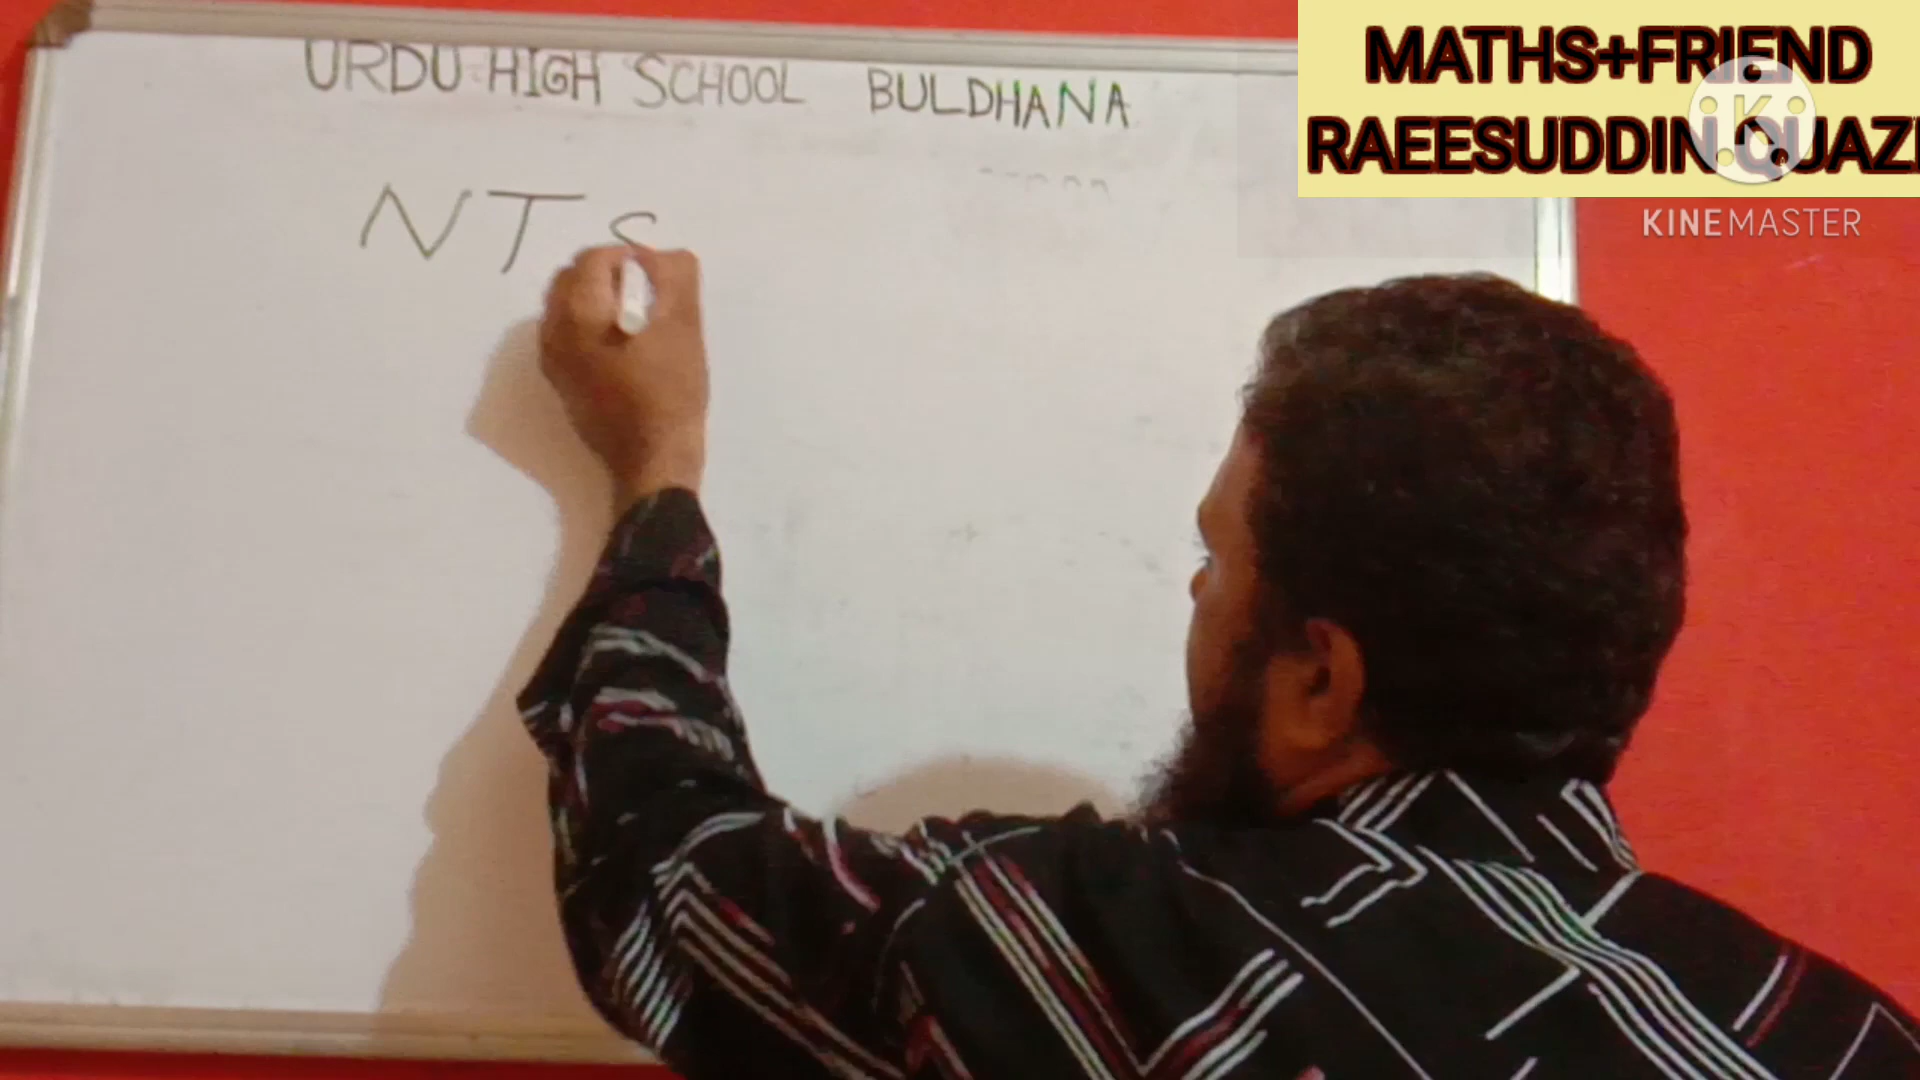 URDU HIGH SCHOOL BULDHANA
NTS
MATHS+FRIEND
RAEESUDDIN QUAZI
KINEMASTER